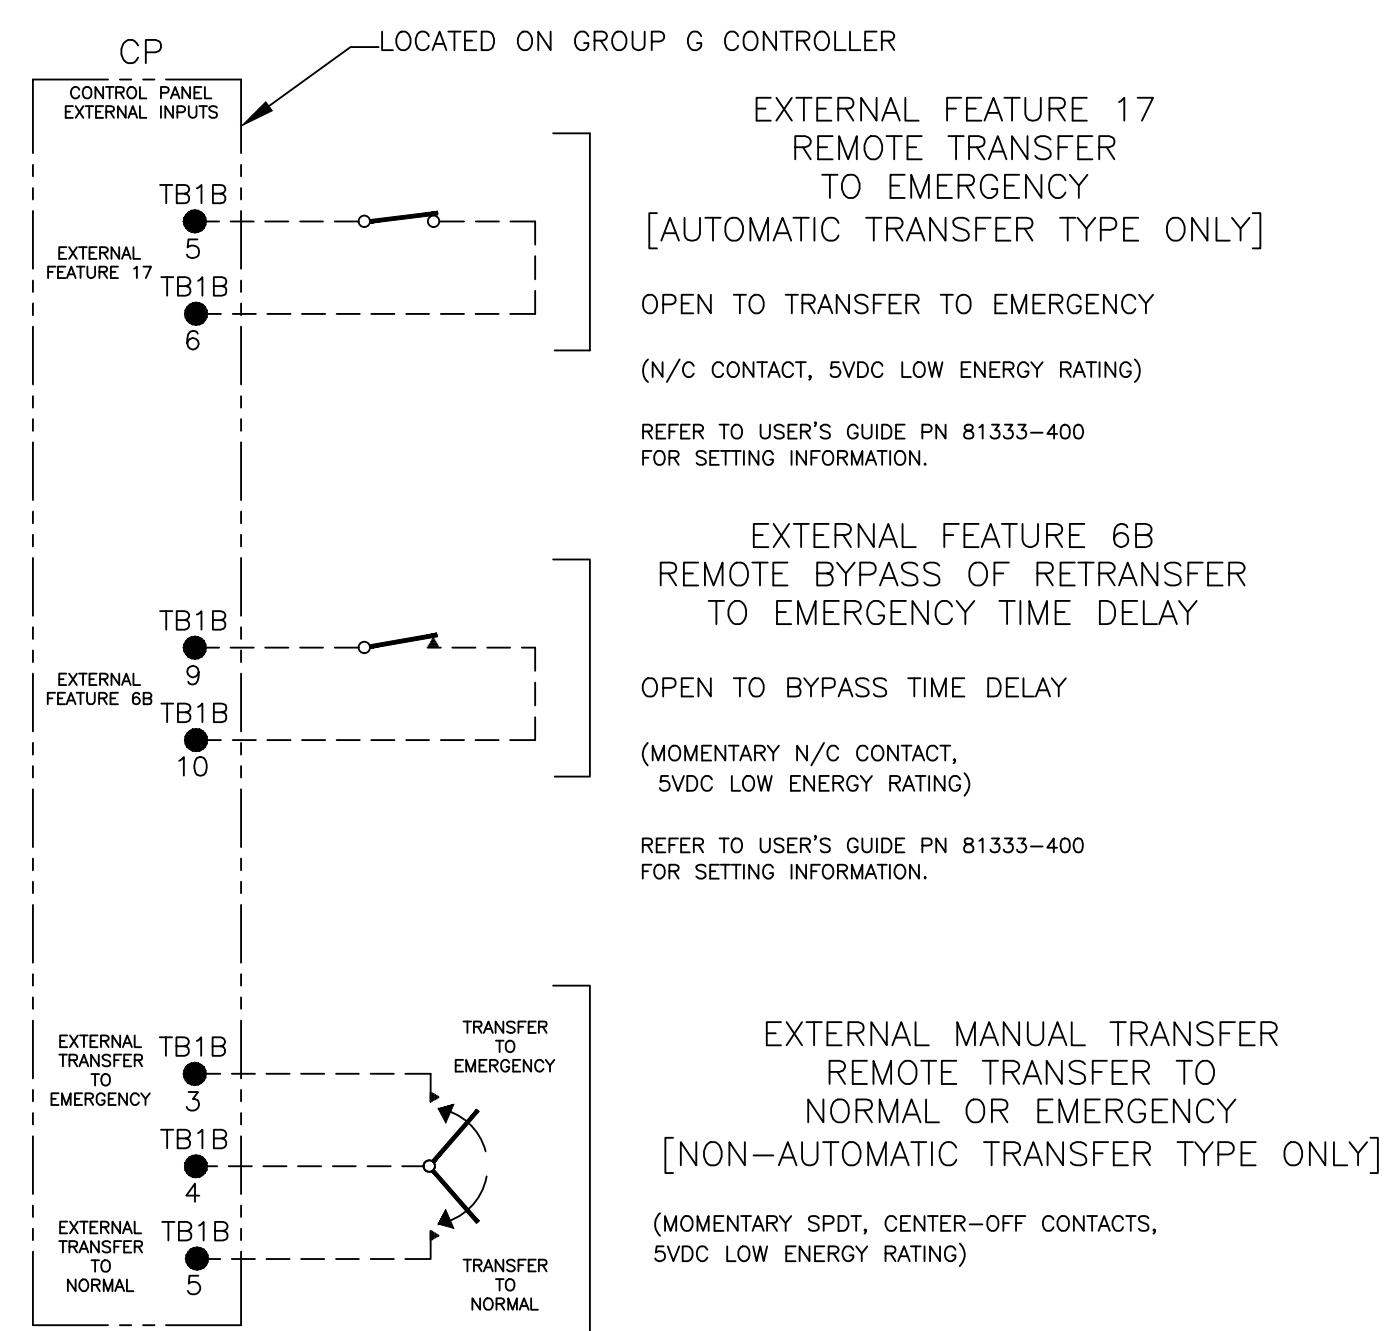 CP
LOCATED ON GROUP G CONTROLLER
CONTROL PANEL
EXTERNAL INPUTS
EXTERNAL FEATURE 17
REMOTE TRANSFER
TO EMERGENCY
[AUTOMATIC TRANSFER TYPE ONLY]
TB1B
5
EXTERNAL
FEATURE 17
TB1B
6
OPEN TO TRANSFER TO EMERGENCY
(N/C CONTACT, 5VDC LOW ENERGY RATING)
REFER TO USER'S GUIDE PN 81333-400
FOR SETTING INFORMATION.
EXTERNAL FEATURE 6B
REMOTE BYPASS OF RETRANSFER
TO EMERGENCY TIME DELAY
TB1B
9
EXTERNAL
FEATURE 6B
TB1B
10
OPEN TO BYPASS TIME DELAY
(MOMENTARY N/C CONTACT,
5VDC LOW ENERGY RATING)
REFER TO USER'S GUIDE PN 81333-400
FOR SETTING INFORMATION.
EXTERNAL
TRANSFER
TO
EMERGENCY
TB1B
3
TRANSFER
TO
EMERGENCY
TB1B
4
EXTERNAL
TRANSFER
TO
NORMAL
TB1B
5
TRANSFER
TO
NORMAL
EXTERNAL MANUAL TRANSFER
REMOTE TRANSFER TO
NORMAL OR EMERGENCY
[NON-AUTOMATIC TRANSFER TYPE ONLY]
(MOMENTARY SPDT, CENTER-OFF CONTACTS,
5VDC LOW ENERGY RATING)